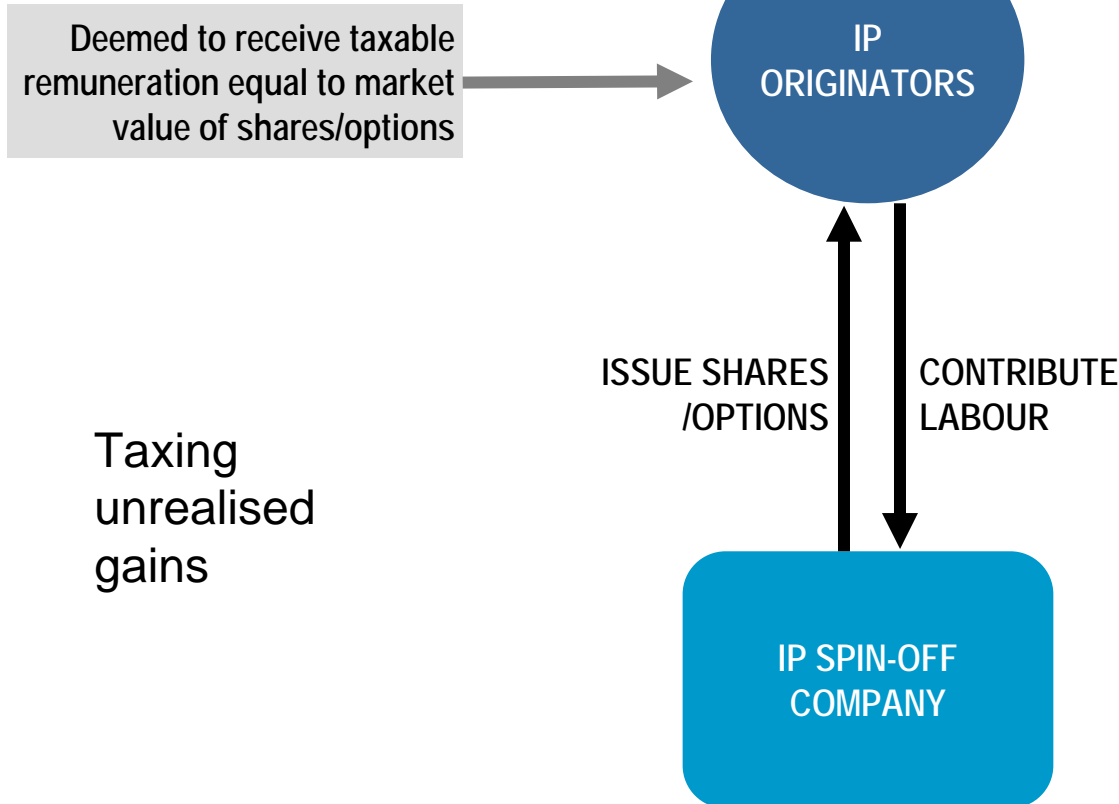 Deemed to receive taxable
remuneration equal to market
value of shares/options
IP
ORIGINATORS
ISSUE SHARES
/OPTIONS
CONTRIBUTE
LABOUR
Taxing
unrealised
gains
IP SPIN-OFF
COMPANY